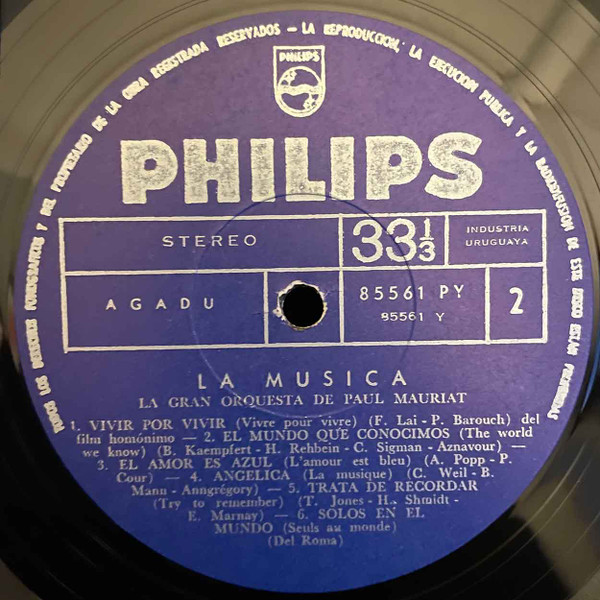 TODOS LOS DERECHOS FONOGRAFICOS Y DEL PROPIETARIO DE LA OBRA REGISTRADA RESERVADOS – LA REPRODUCCION, LA EJECUCION PUBLICA Y LA RADIODIFUSION DE ESTE DISCO ESTAN PROHIBIDAS
PHILIPS
PHILIPS
STEREO
33 1/3
INDUSTRIA
URUGUAYA
AGADU
85561 PY
85561 Y
2
LA MUSICA
LA GRAN ORQUESTA DE PAUL MAURIAT
1. VIVIR POR VIVIR (Vivre pour vivre) (F. Lai - P. Barouch) del
film homónimo — 2. EL MUNDO QUE CONOCIMOS (The world
we know) (B. Kaempfert - H. Rehbein - C. Sigman - Aznavour) —
3. EL AMOR ES AZUL (L'amour est bleu) (A. Popp - P.
Cour) — 4. ANGELICA (La musique) (C. Weil - B.
Mann - Anngrégory) — 5. TRATA DE RECORDAR
(Try to remember) (T. Jones - H. Shmidt -
E. Marnay) — 6. SOLOS EN EL
MUNDO (Seuls au monde)
(Del Roma)